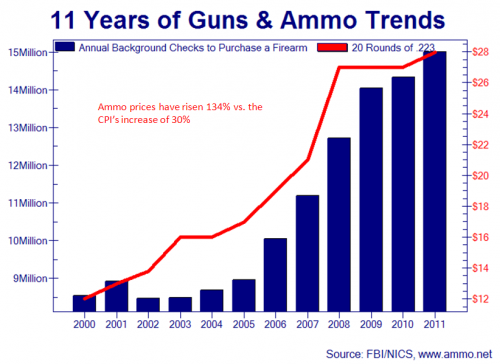 11 Years of Guns & Ammo Trends
Annual Background Checks to Purchase a Firearm
20 Rounds of .223
15Million
14Million
13Million
12Million
11Million
10Million
9Million
Ammo prices have risen 134% vs. the
CPI's increase of 30%
$28
$26
$24
$22
$20
$18
$16
$14
$12
2000 2001 2002 2003 2004 2005 2006 2007 2008 2009 2010 2011
Source: FBI/NICS, www.ammo.net